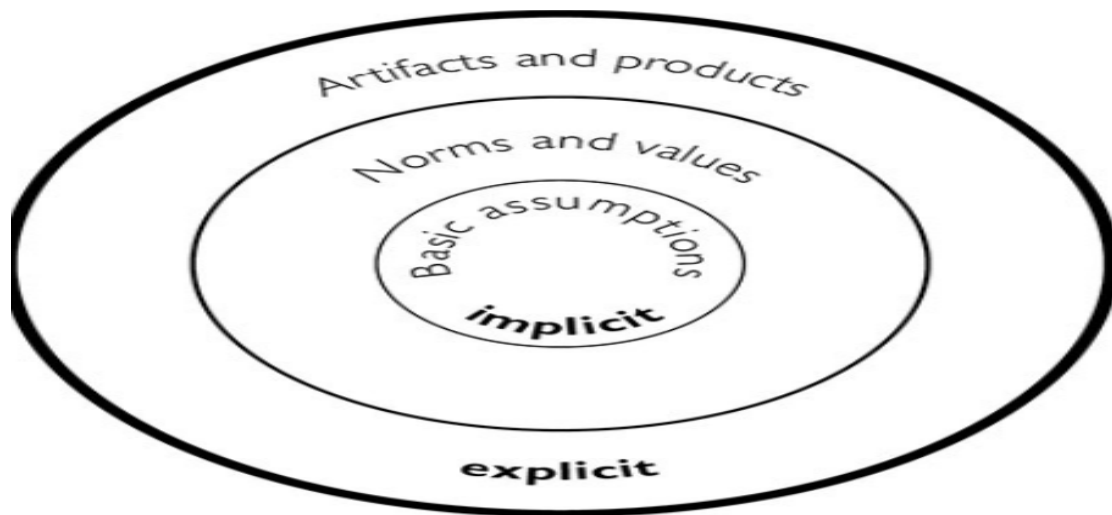 Artifacts and products
Norms and values
Basic assumptions
implicit
explicit